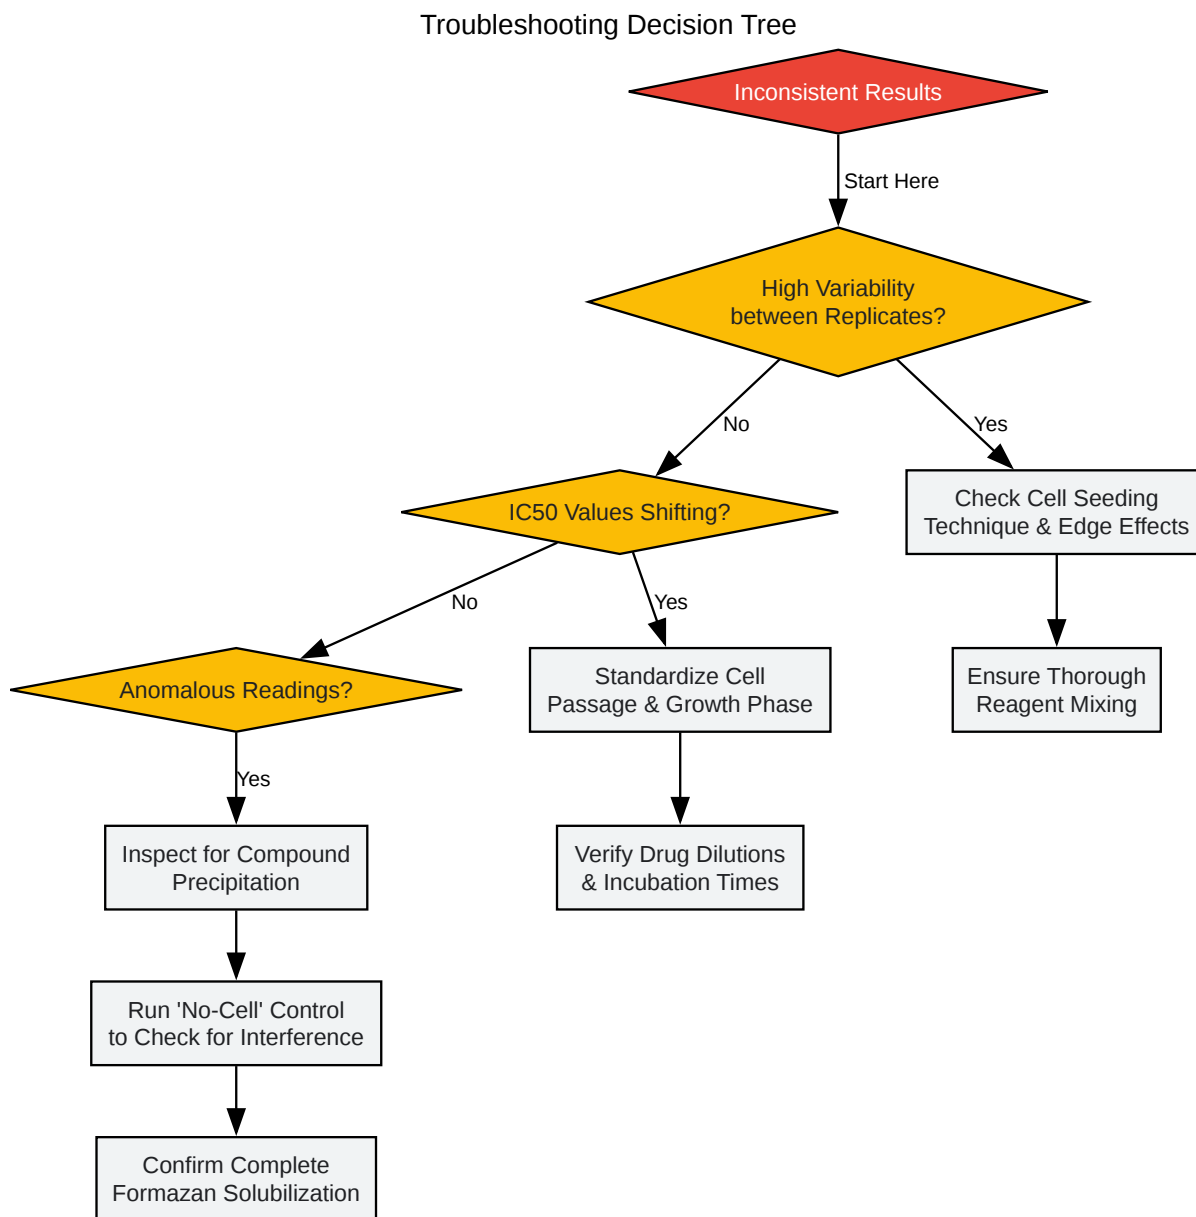 Troubleshooting Decision Tree
Inconsistent Results
Start Here
High Variability
between Replicates?
No
Yes
IC50 Values Shifting?
Check Cell Seeding
Technique & Edge Effects
No
Yes
Anomalous Readings?
Standardize Cell
Passage & Growth Phase
Ensure Thorough
Reagent Mixing
Yes
Inspect for Compound
Precipitation
Verify Drug Dilutions
& Incubation Times
Run 'No-Cell' Control
to Check for Interference
Confirm Complete
Formazan Solubilization